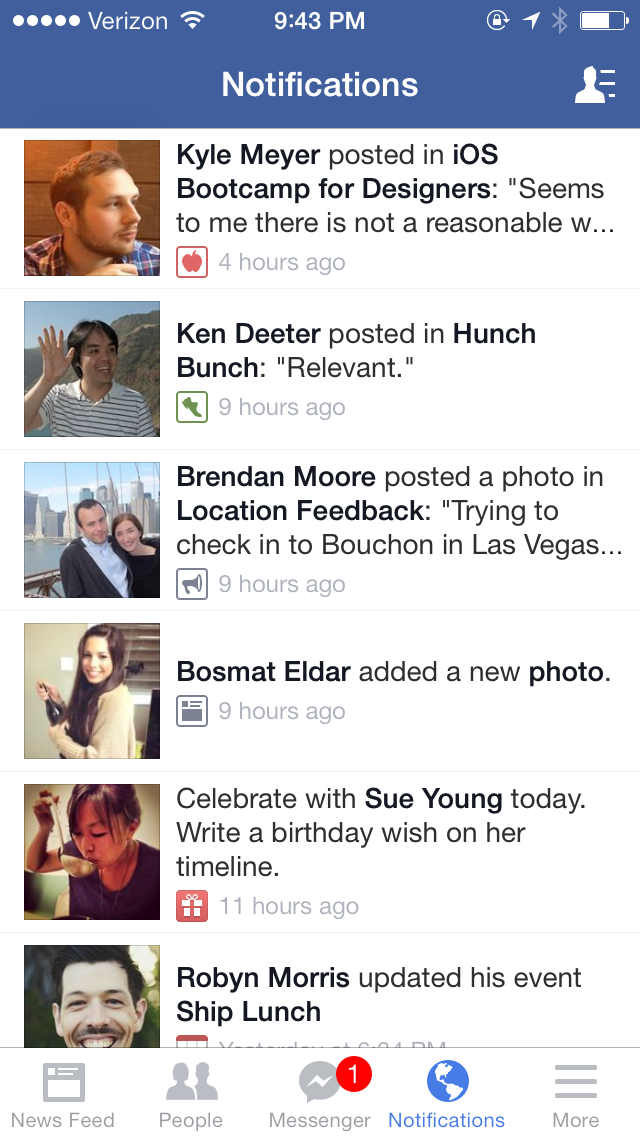 Verizon 9:43 PM
Notifications
Kyle Meyer posted in iOS
Bootcamp for Designers: "Seems
to me there is not a reasonable w...
4 hours ago
Ken Deeter posted in Hunch
Bunch: "Relevant."
9 hours ago
Brendan Moore posted a photo in
Location Feedback: "Trying to
check in to Bouchon in Las Vegas...
9 hours ago
Bosmat Eldar added a new photo.
9 hours ago
Celebrate with Sue Young today.
Write a birthday wish on her
timeline.
11 hours ago
Robyn Morris updated his event
Ship Lunch
Yesterday at PM
1
News Feed People Messenger Notifications More